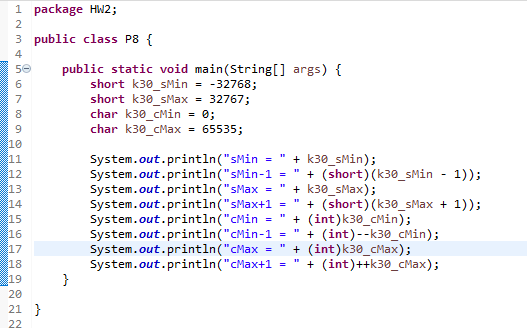 1 package HW2;
2
3 public class P8 {
4
5 public static void main(String[] args) {
6 short k30_sMin = -32768;
7 short k30_sMax = 32767;
8 char k30_cMin = 0;
9 char k30_cMax = 65535;
10
11 System.out.println("sMin = " + k30_sMin);
12 System.out.println("sMin-1 = " + (short)(k30_sMin - 1));
13 System.out.println("sMax = " + k30_sMax);
14 System.out.println("sMax+1 = " + (short)(k30_sMax + 1));
15 System.out.println("cMin = " + (int)k30_cMin);
16 System.out.println("cMin-1 = " + (int)--k30_cMin);
17 System.out.println("cMax = " + (int)k30_cMax);
18 System.out.println("cMax+1 = " + (int)++k30_cMax);
19 }
20
21 }
22